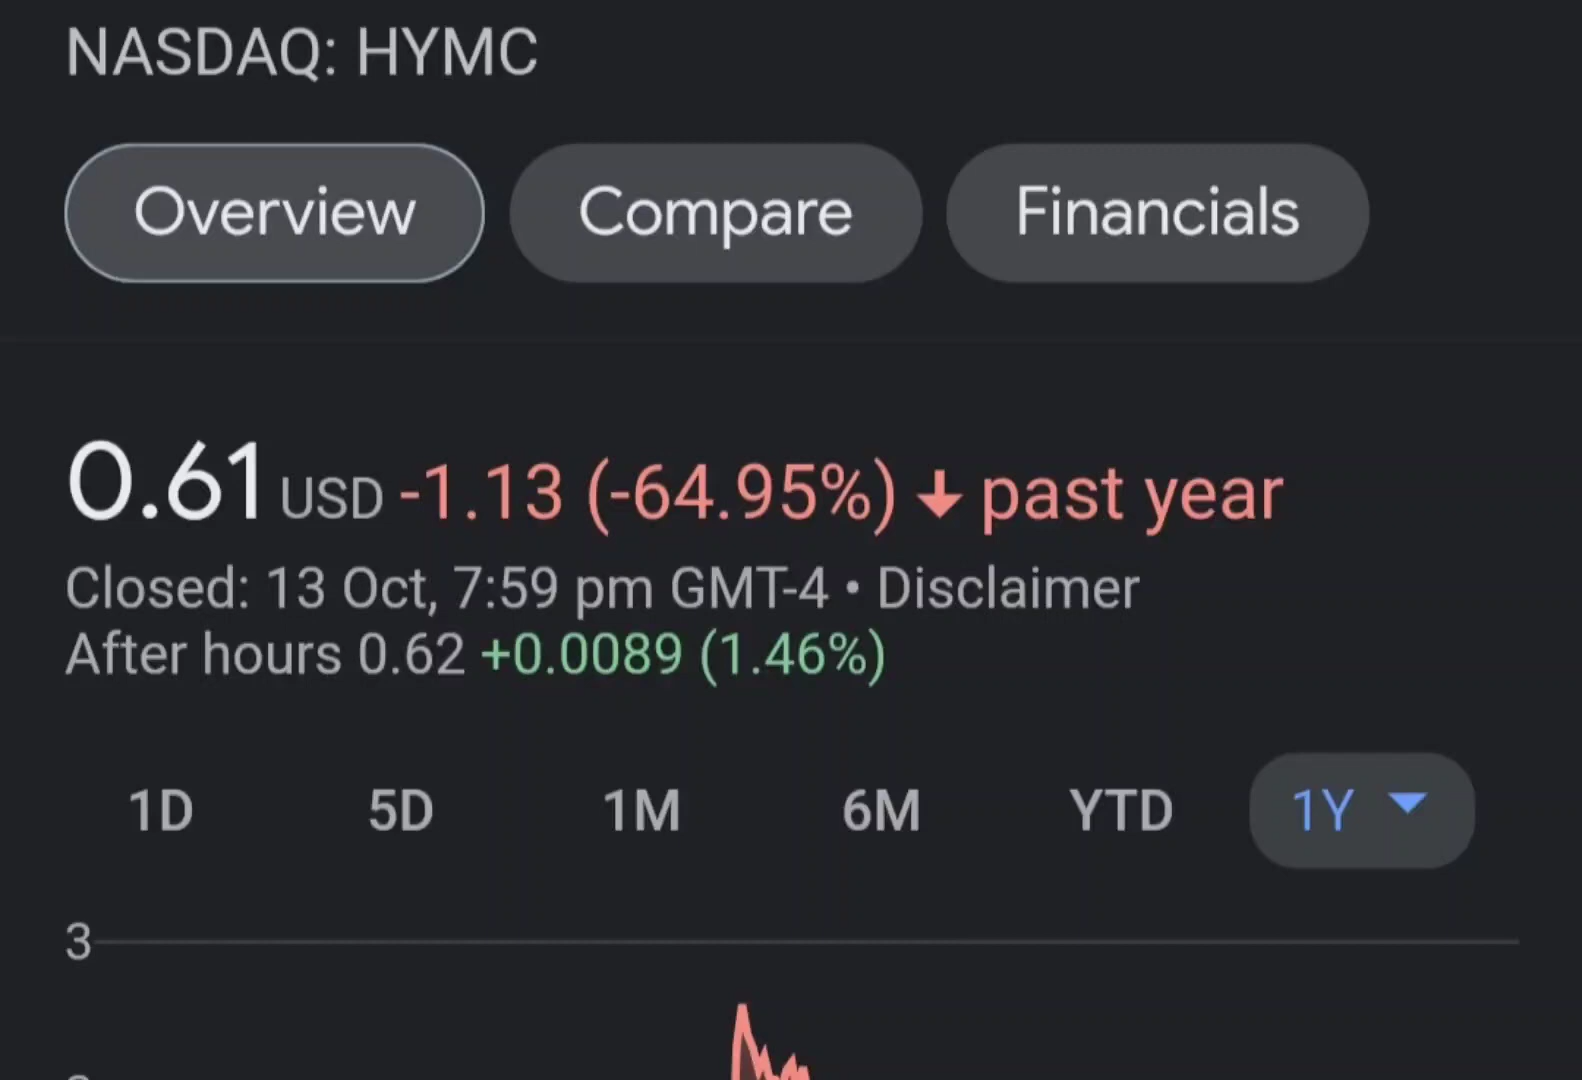 NASDAQ: HYMC
Overview Compare Financials
0.61 USD -1.13 (-64.95%) ↓ past year
Closed: 13 Oct, 7:59 pm GMT-4 • Disclaimer
After hours 0.62 +0.0089 (1.46%)
1D 5D 1M 6M YTD 1Y
3